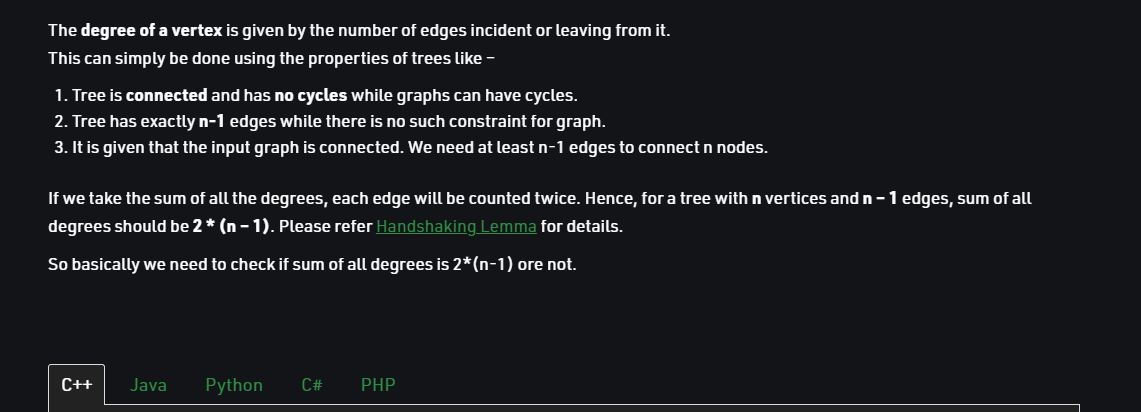 The degree of a vertex is given by the number of edges incident or leaving from it.
This can simply be done using the properties of trees like –
1. Tree is connected and has no cycles while graphs can have cycles.
2. Tree has exactly n-1 edges while there is no such constraint for graph.
3. It is given that the input graph is connected. We need at least n-1 edges to connect n nodes.
If we take the sum of all the degrees, each edge will be counted twice. Hence, for a tree with n vertices and n – 1 edges, sum of all
degrees should be 2 * (n – 1). Please refer Handshaking Lemma for details.
So basically we need to check if sum of all degrees is 2*(n-1) ore not.
C++ Java Python C# PHP